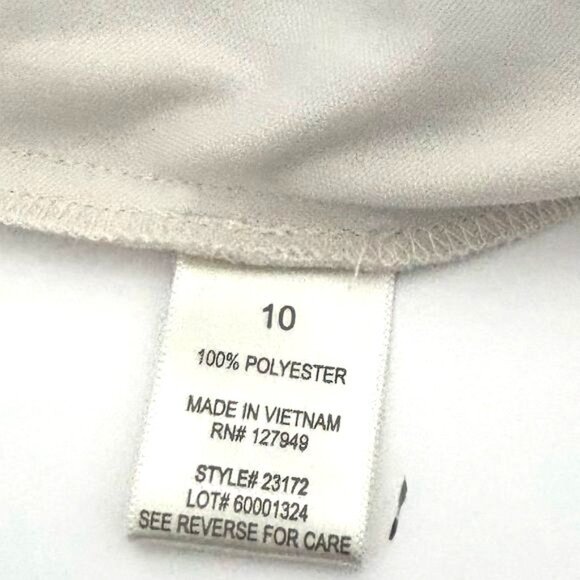 10
100% POLYESTER
MADE IN VIETNAM
RN# 127949
STYLE# 23172
LOT# 60001324
SEE REVERSE FOR CARE